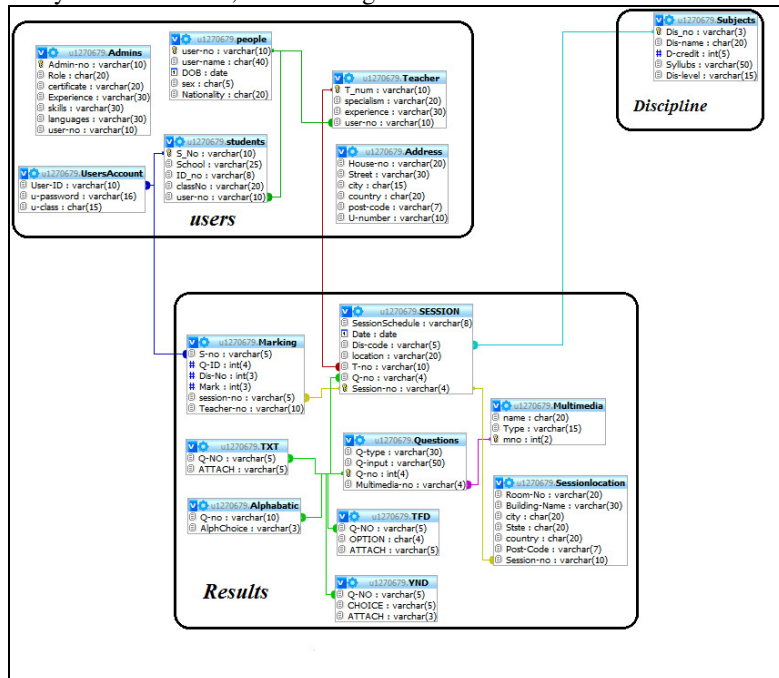 u1270679.Admins
Admin-no : varchar(10)
Role : char(20)
certificate : varchar(20)
Experience : varchar(30)
skills : varchar(30)
languages : varchar(30)
user-no : varchar(10)
u1270679.people
user-no : varchar(10)
user-name : char(40)
DOB : date
sex : char(5)
Nationality : char(20)
u1270679.Teacher
T_num : varchar(10)
specialism : varchar(20)
experience : varchar(30)
user-no : varchar(10)
u1270679.Subjects
Dis_no : varchar(3)
Dis-name : char(20)
# D-credit : int(5)
Syllubs : varchar(50)
Dis-level : varchar(15)
Discipline
u1270679.UsersAccount
User-ID : varchar(10)
u-password : varchar(16)
u-class : char(15)
u1270679.students
S_No : varchar(10)
School : varchar(25)
ID_no : varchar(8)
classNo : varchar(20)
user-no : varchar(10)
u1270679.Address
House-no : varchar(20)
Street : varchar(30)
city : char(15)
country : char(20)
post-code : varchar(7)
U-number : varchar(10)
users
u1270679.Marking
S-no : varchar(5)
# Q-ID : int(4)
# Dis-No : int(3)
# Mark : int(3)
session-no : varchar(5)
Teacher-no : varchar(10)
u1270679.SESSION
SessionSchedule : varchar(8)
Date : date
Dis-code : varchar(5)
location : varchar(20)
T-no : varchar(10)
Q-no : varchar(4)
Session-no : varchar(4)
u1270679.Multimedia
name : char(20)
Type : varchar(15)
mno : int(2)
u1270679.TXT
Q-NO : varchar(5)
ATTACH : varchar(5)
u1270679.Questions
Q-type : varchar(30)
Q-input : varchar(50)
Q-no : int(4)
Multimedia-no : varchar(4)
u1270679.Sessionlocation
Room-No : varchar(20)
Building-Name : varchar(30)
city : char(20)
Stste : char(20)
country : char(20)
Post-Code : varchar(7)
Session-no : varchar(10)
u1270679.Alphabatic
Q-no : varchar(10)
AlphChoice : varchar(3)
u1270679.TFD
Q-NO : varchar(5)
OPTION : char(4)
ATTACH : varchar(5)
u1270679.YND
Q-NO : varchar(5)
CHOICE : varchar(5)
ATTACH : varchar(3)
Results